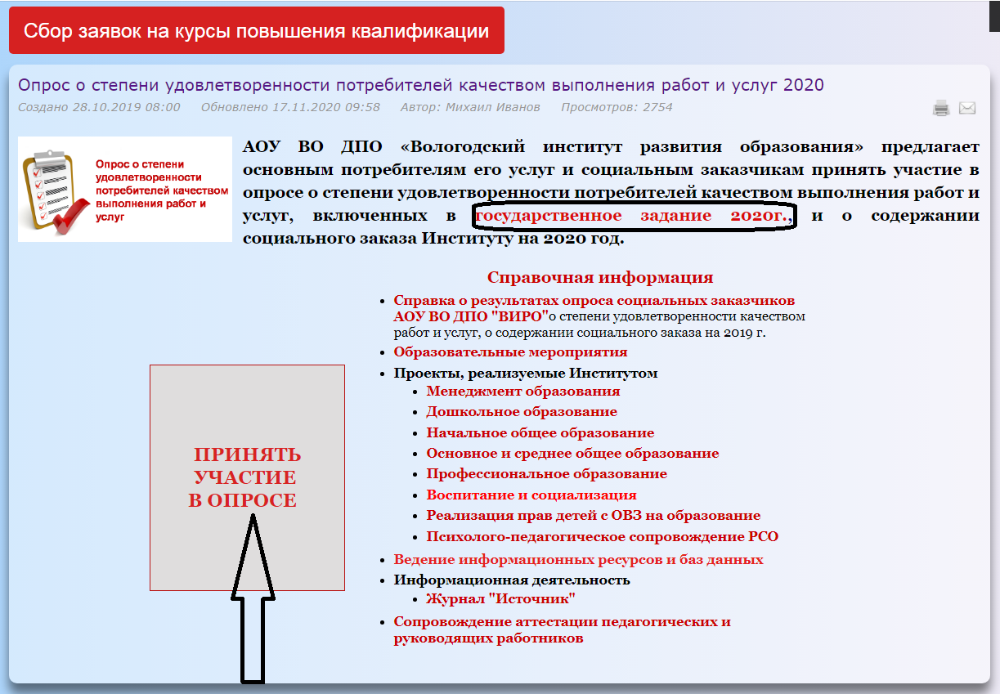 Сбор заявок на курсы повышения квалификации
Опрос о степени удовлетворенности потребителей качеством выполнения работ и услуг 2020
Создано 28.10.2019 08:00 Обновлено 17.11.2020 09:58 Автор: Михаил Иванов Просмотров: 2754
Опрос о степени
удовлетворенности
потребителей качеством
выполнения работ и
услуг
АОУ ВО ДПО «Вологодский институт развития образования» предлагает
основным потребителям его услуг и социальным заказчикам принять участие в
опросе о степени удовлетворенности потребителей качеством выполнения работ и
услуг, включенных в государственное задание 2020г., и о содержании
социального заказа Институту на 2020 год.
ПРИНЯТЬ
УЧАСТИЕ
В ОПРОСЕ
Справочная информация
Справка о результатах опроса социальных заказчиков
АОУ ВО ДПО "ВИРО"о степени удовлетворенности качеством
работ и услуг, о содержании социального заказа на 2019 г.
Образовательные мероприятия
Проекты, реализуемые Институтом
Менеджмент образования
Дошкольное образование
Начальное общее образование
Основное и среднее общее образование
Профессиональное образование
Воспитание и социализация
Реализация прав детей с ОВЗ на образование
Психолого-педагогическое сопровождение РСО
Ведение информационных ресурсов и баз данных
Информационная деятельность
Журнал "Источник"
Сопровождение аттестации педагогических и
руководящих работников